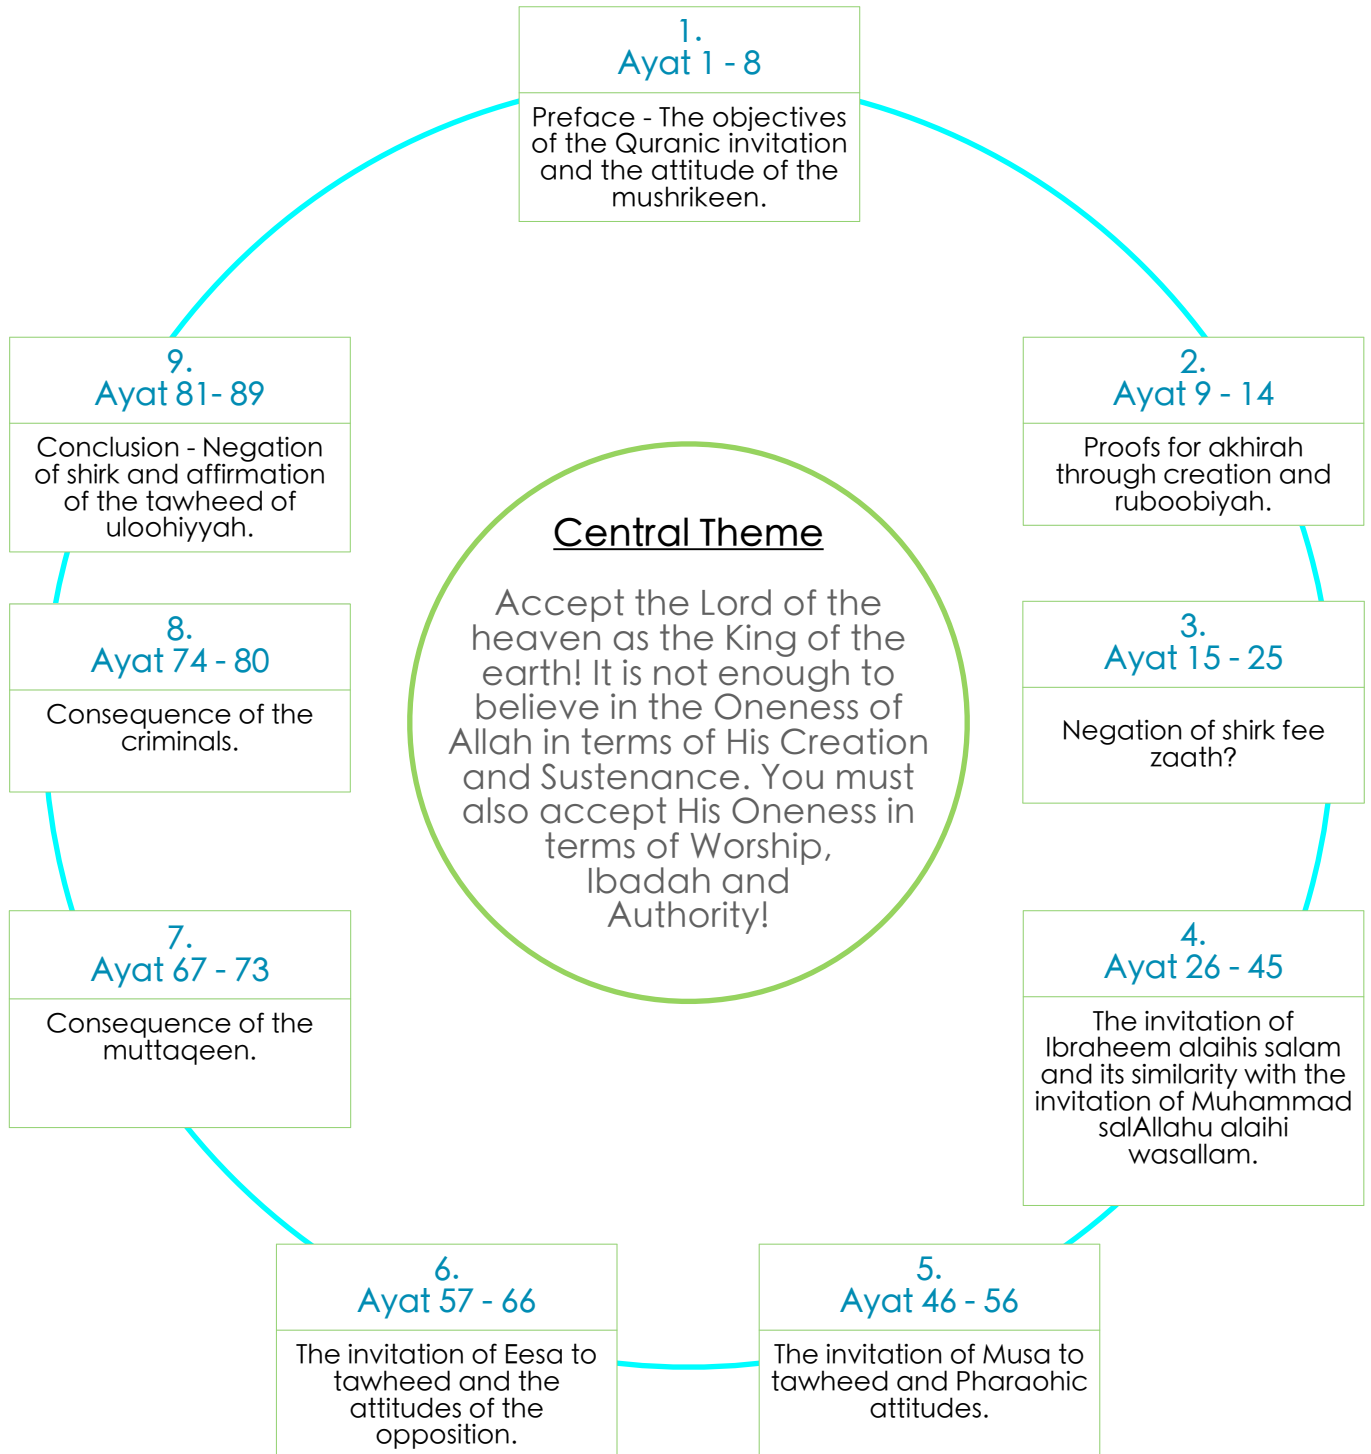 1.
Ayat 1 - 8
Preface - The objectives
of the Quranic invitation
and the attitude of the
mushrikeen.
2.
Ayat 9 - 14
Proofs for akhirah
through creation and
ruboobiyah.
3.
Ayat 15 - 25
Negation of shirk fee
zaath?
4.
Ayat 26 - 45
The invitation of
Ibraheem alaihis salam
and its similarity with the
invitation of Muhammad
salAllahu alaihi
wasallam.
5.
Ayat 46 - 56
The invitation of Musa to
tawheed and Pharaohic
attitudes.
6.
Ayat 57 - 66
The invitation of Eesa to
tawheed and the
attitudes of the
opposition.
7.
Ayat 67 - 73
Consequence of the
muttaqeen.
8.
Ayat 74 - 80
Consequence of the
criminals.
9.
Ayat 81- 89
Conclusion - Negation
of shirk and affirmation
of the tawheed of
uloohiyyah.
Central Theme
Accept the Lord of the
heaven as the King of the
earth! It is not enough to
believe in the Oneness of
Allah in terms of His Creation
and Sustenance. You must
also accept His Oneness in
terms of Worship,
Ibadah and
Authority!